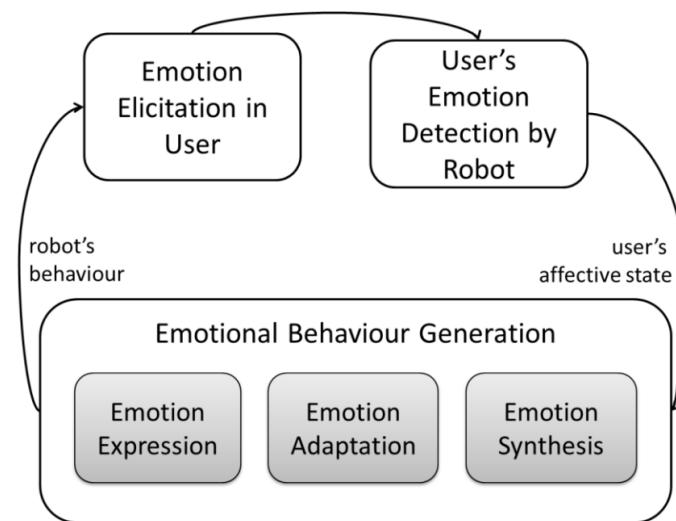 Emotion
Elicitation in
User
User's
Emotion
Detection by
Robot
robot's
behaviour
user's
affective state
Emotional Behaviour Generation
Emotion
Expression
Emotion
Adaptation
Emotion
Synthesis